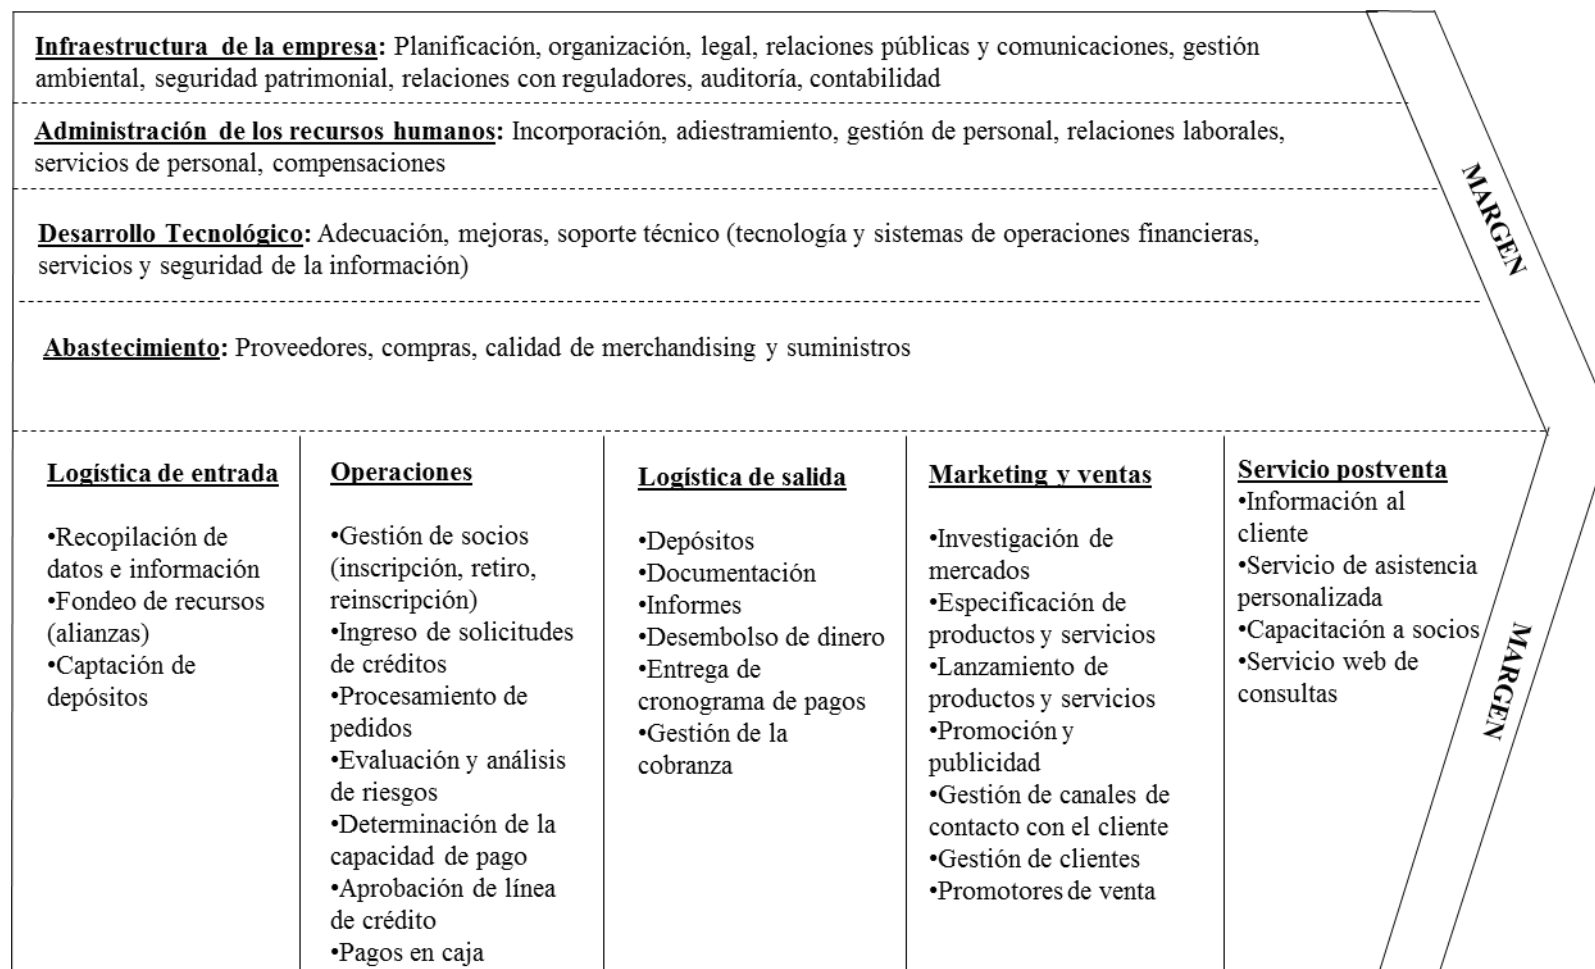 Infraestructura de la empresa: Planificación, organización, legal, relaciones públicas y comunicaciones, gestión
ambiental, seguridad patrimonial, relaciones con reguladores, auditoría, contabilidad
Administración de los recursos humanos: Incorporación, adiestramiento, gestión de personal, relaciones laborales,
servicios de personal, compensaciones
Desarrollo Tecnológico: Adecuación, mejoras, soporte técnico (tecnología y sistemas de operaciones financieras,
servicios y seguridad de la información)
Abastecimiento: Proveedores, compras, calidad de merchandising y suministros
MARGEN
Logística de entrada
•Recopilación de
datos e información
•Fondeo de recursos
(alianzas)
•Captación de
depósitos
Operaciones
•Gestión de socios
(inscripción, retiro,
reinscripción)
•Ingreso de solicitudes
de créditos
•Procesamiento de
pedidos
•Evaluación y análisis
de riesgos
•Determinación de la
capacidad de pago
•Aprobación de línea
de crédito
•Pagos en caja
Logística de salida
•Depósitos
•Documentación
•Informes
•Desembolso de dinero
•Entrega de
cronograma de pagos
•Gestión de la
cobranza
Marketing y ventas
•Investigación de
mercados
•Especificación de
productos y servicios
•Lanzamiento de
productos y servicios
•Promoción y
publicidad
•Gestión de canales de
contacto con el cliente
•Gestión de clientes
•Promotores de venta
Servicio postventa
•Información al
cliente
•Servicio de asistencia
personalizada
•Capacitación a socios
•Servicio web de
consultas
MARGEN